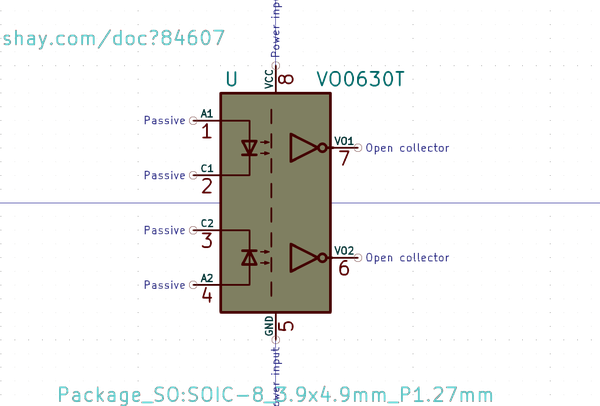 Power input
shay.com/doc?84607
U
VCC
8
VO0630T
Passive
A1
1
VO1
7
Open collector
Passive
C1
2
Passive
C2
3
VO2
6
Open collector
Passive
A2
4
GND
5
Power input
Package_SO:SOIC-8_3.9x4.9mm_P1.27mm